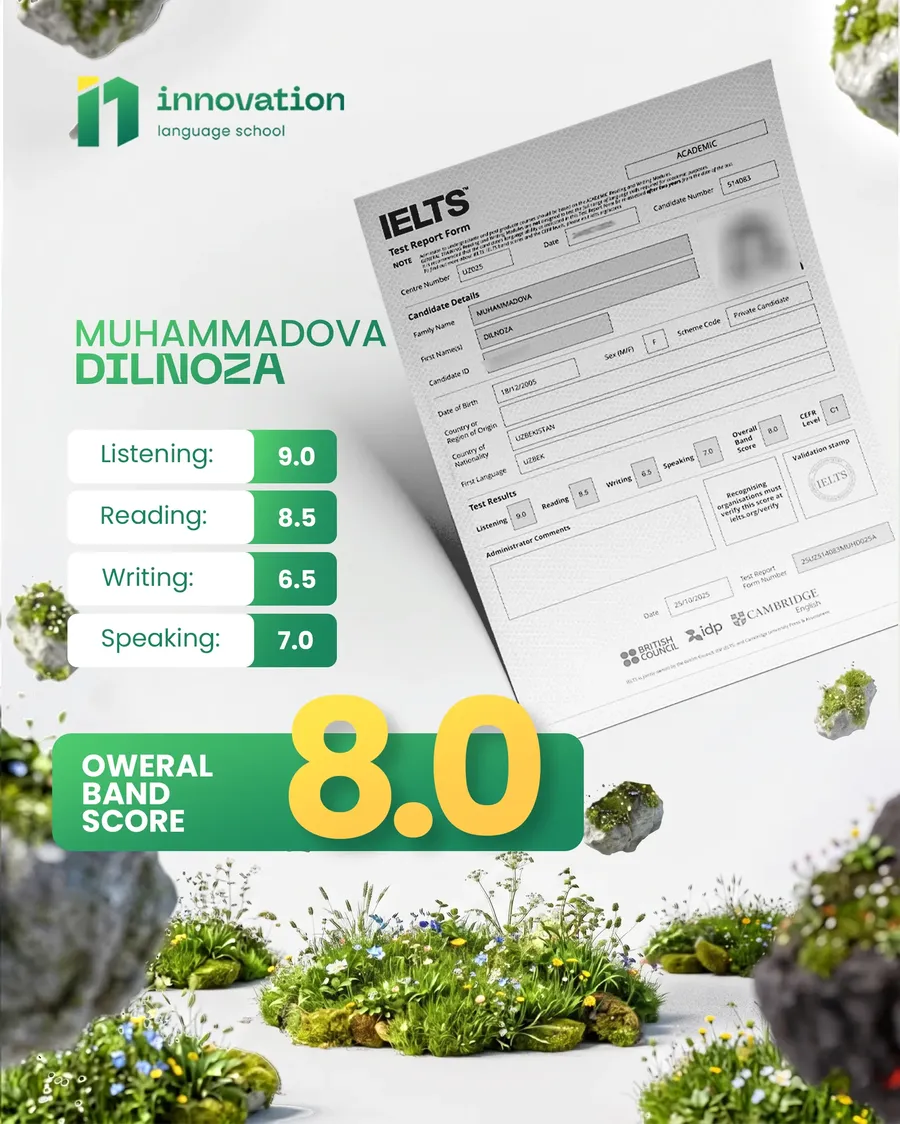 innovation
language school
MUHAMMADOVA
DILNOZA
Listening: 9.0
Reading: 8.5
Writing: 6.5
Speaking: 7.0
OWERAL
BAND
SCORE
8.0
ACADEMIC
IELTS™
Test Report Form
NOTE
Centre Number UZ025
Date
Candidate Number 514083
Candidate Details
Family Name MUHAMMADOVA
First Name(s) DILNOZA
Candidate ID
Date of Birth 18/12/2005
Sex (M/F) F
Scheme Code Private Candidate
Country or
Region of Origin
Country of
Nationality UZBEKISTAN
First Language UZBEK
Test Results
Listening 9.0
Reading 8.5
Writing 6.5
Speaking 7.0
Overall
Band
Score 8.0
CEFR
Level C1
Administrator Comments
Recognising
organisations must
verify this score at
ielts.org/verify
Validation stamp
IELTS
Date 25/10/2025
Test Report
Form Number
BRITISH
COUNCIL
idp
CAMBRIDGE
English